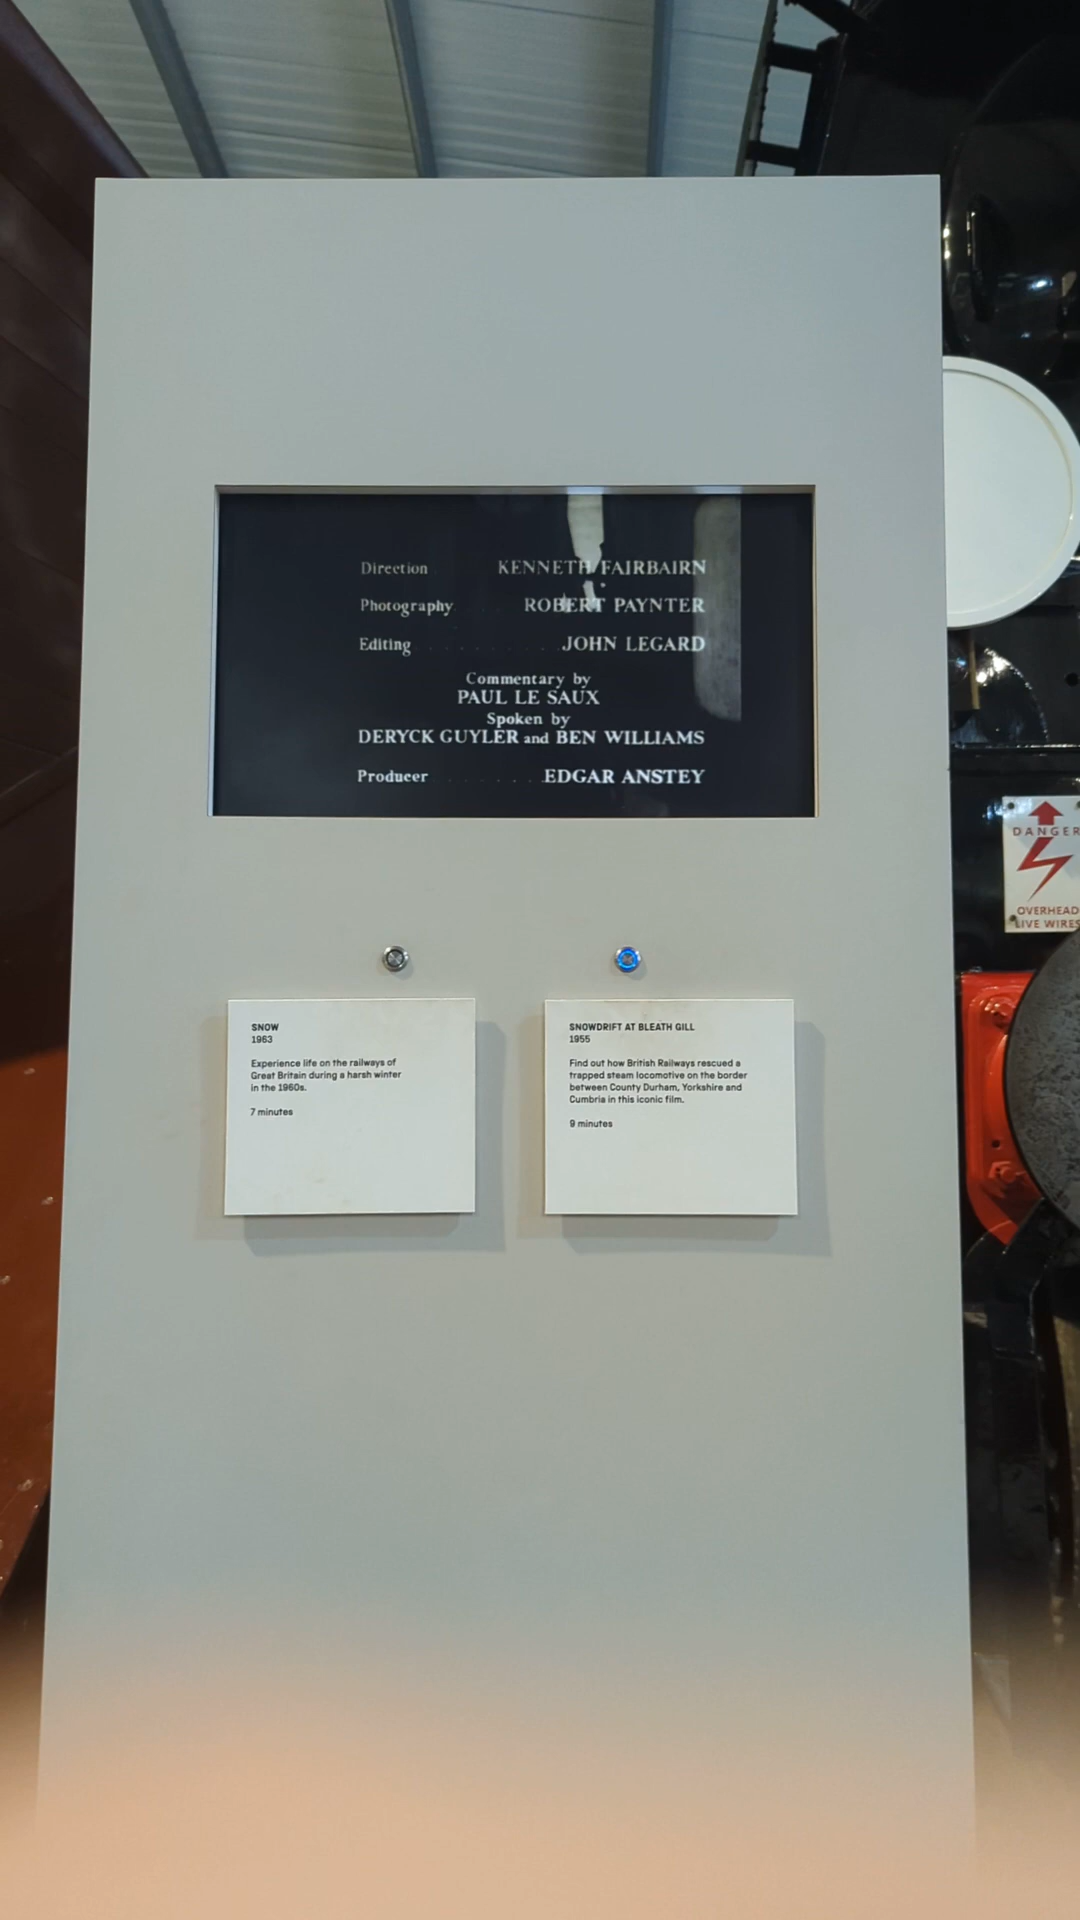 Direction KENNETH FAIRBAIRN
Photography ROBERT PAYNTER
Editing JOHN LEGARD
Commentary by
PAUL LE SAUX
Spoken by
DERYCK GUYLER and BEN WILLIAMS
Producer EDGAR ANSTEY
DANGER
OVERHEAD
LIVE WIRES
SNOW
1963
Experience life on the railways of
Great Britain during a harsh winter
in the 1960s.
7 minutes
SNOWDRIFT AT BLEATH GILL
1955
Find out how British Railways rescued a
trapped steam locomotive on the border
between County Durham, Yorkshire and
Cumbria in this iconic film.
9 minutes